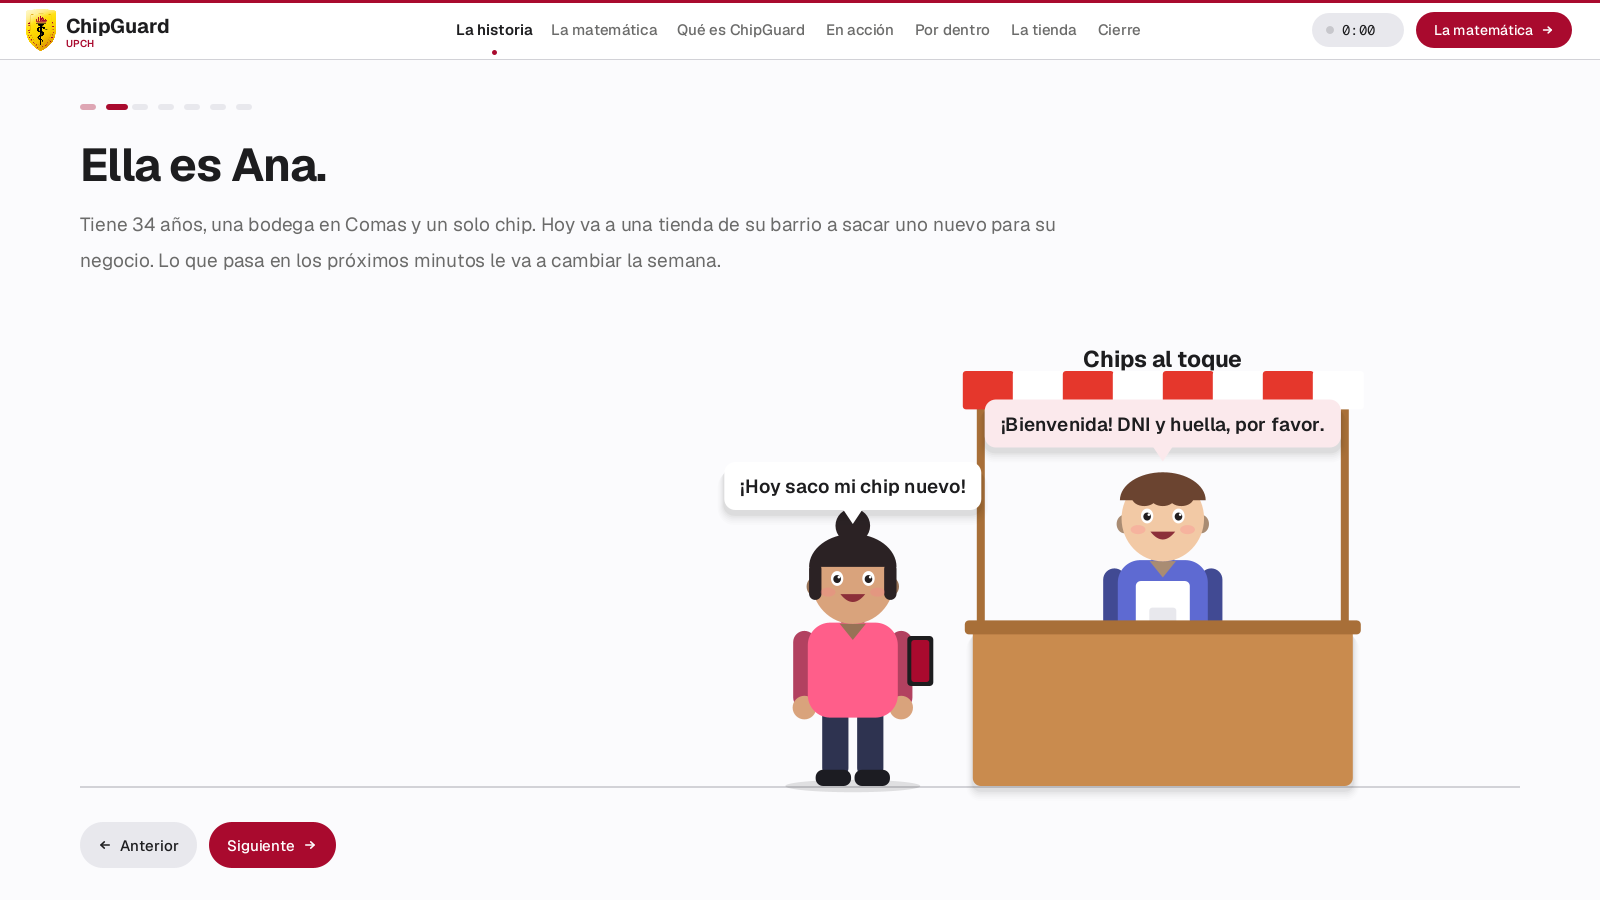 ChipGuard
UPCH
La historia
La matemática
Qué es ChipGuard
En acción
Por dentro
La tienda
Cierre
0:00
La matemática →
Ella es Ana.
Tiene 34 años, una bodega en Comas y un solo chip. Hoy va a una tienda de su barrio a sacar uno nuevo para su
negocio. Lo que pasa en los próximos minutos le va a cambiar la semana.
Chips al toque
¡Bienvenida! DNI y huella, por favor.
¡Hoy saco mi chip nuevo!
← Anterior
Siguiente →